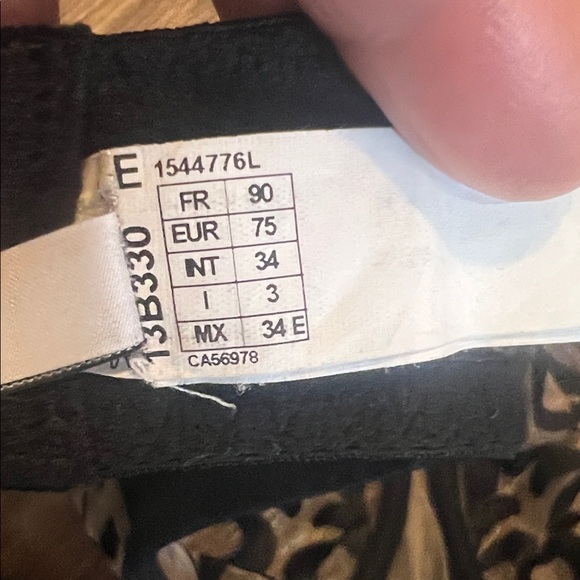 E
1544776L
FR 90
EUR 75
INT 34
I 3
MX 34 E
CA56978
13B330